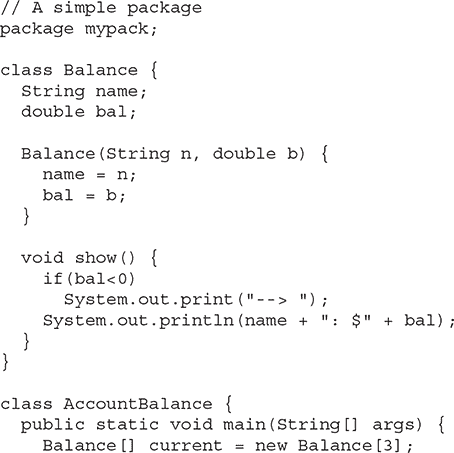 // A simple package
package mypack;

class Balance {
  String name;
  double bal;

  Balance(String n, double b) {
    name = n;
    bal = b;
  }

  void show() {
    if(bal<0)
      System.out.print("--> ");
    System.out.println(name + ": $" + bal);
  }
}

class AccountBalance {
  public static void main(String[] args) {
    Balance[] current = new Balance[3];